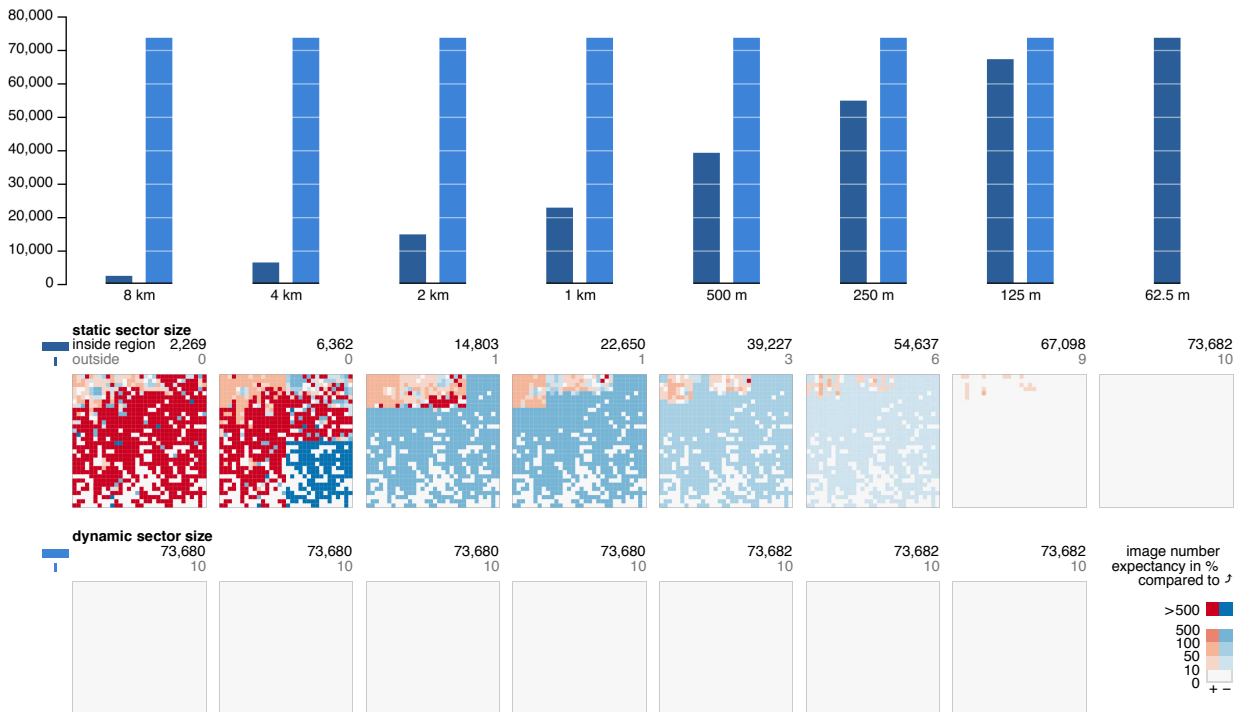 80,000
70,000
60,000
50,000
40,000
30,000
20,000
10,000
0
8 km 4 km 2 km 1 km 500 m 250 m 125 m 62.5 m
static sector size
inside region 2,269 6,362 14,803 22,650 39,227 54,637 67,098 73,682
outside 0 0 1 1 3 6 9 10
dynamic sector size
73,680 73,680 73,680 73,680 73,682 73,682 73,682
10 10 10 10 10 10 10
image number
expectancy in %
compared to ⤴
>500
500
100
50
10
0
+ −